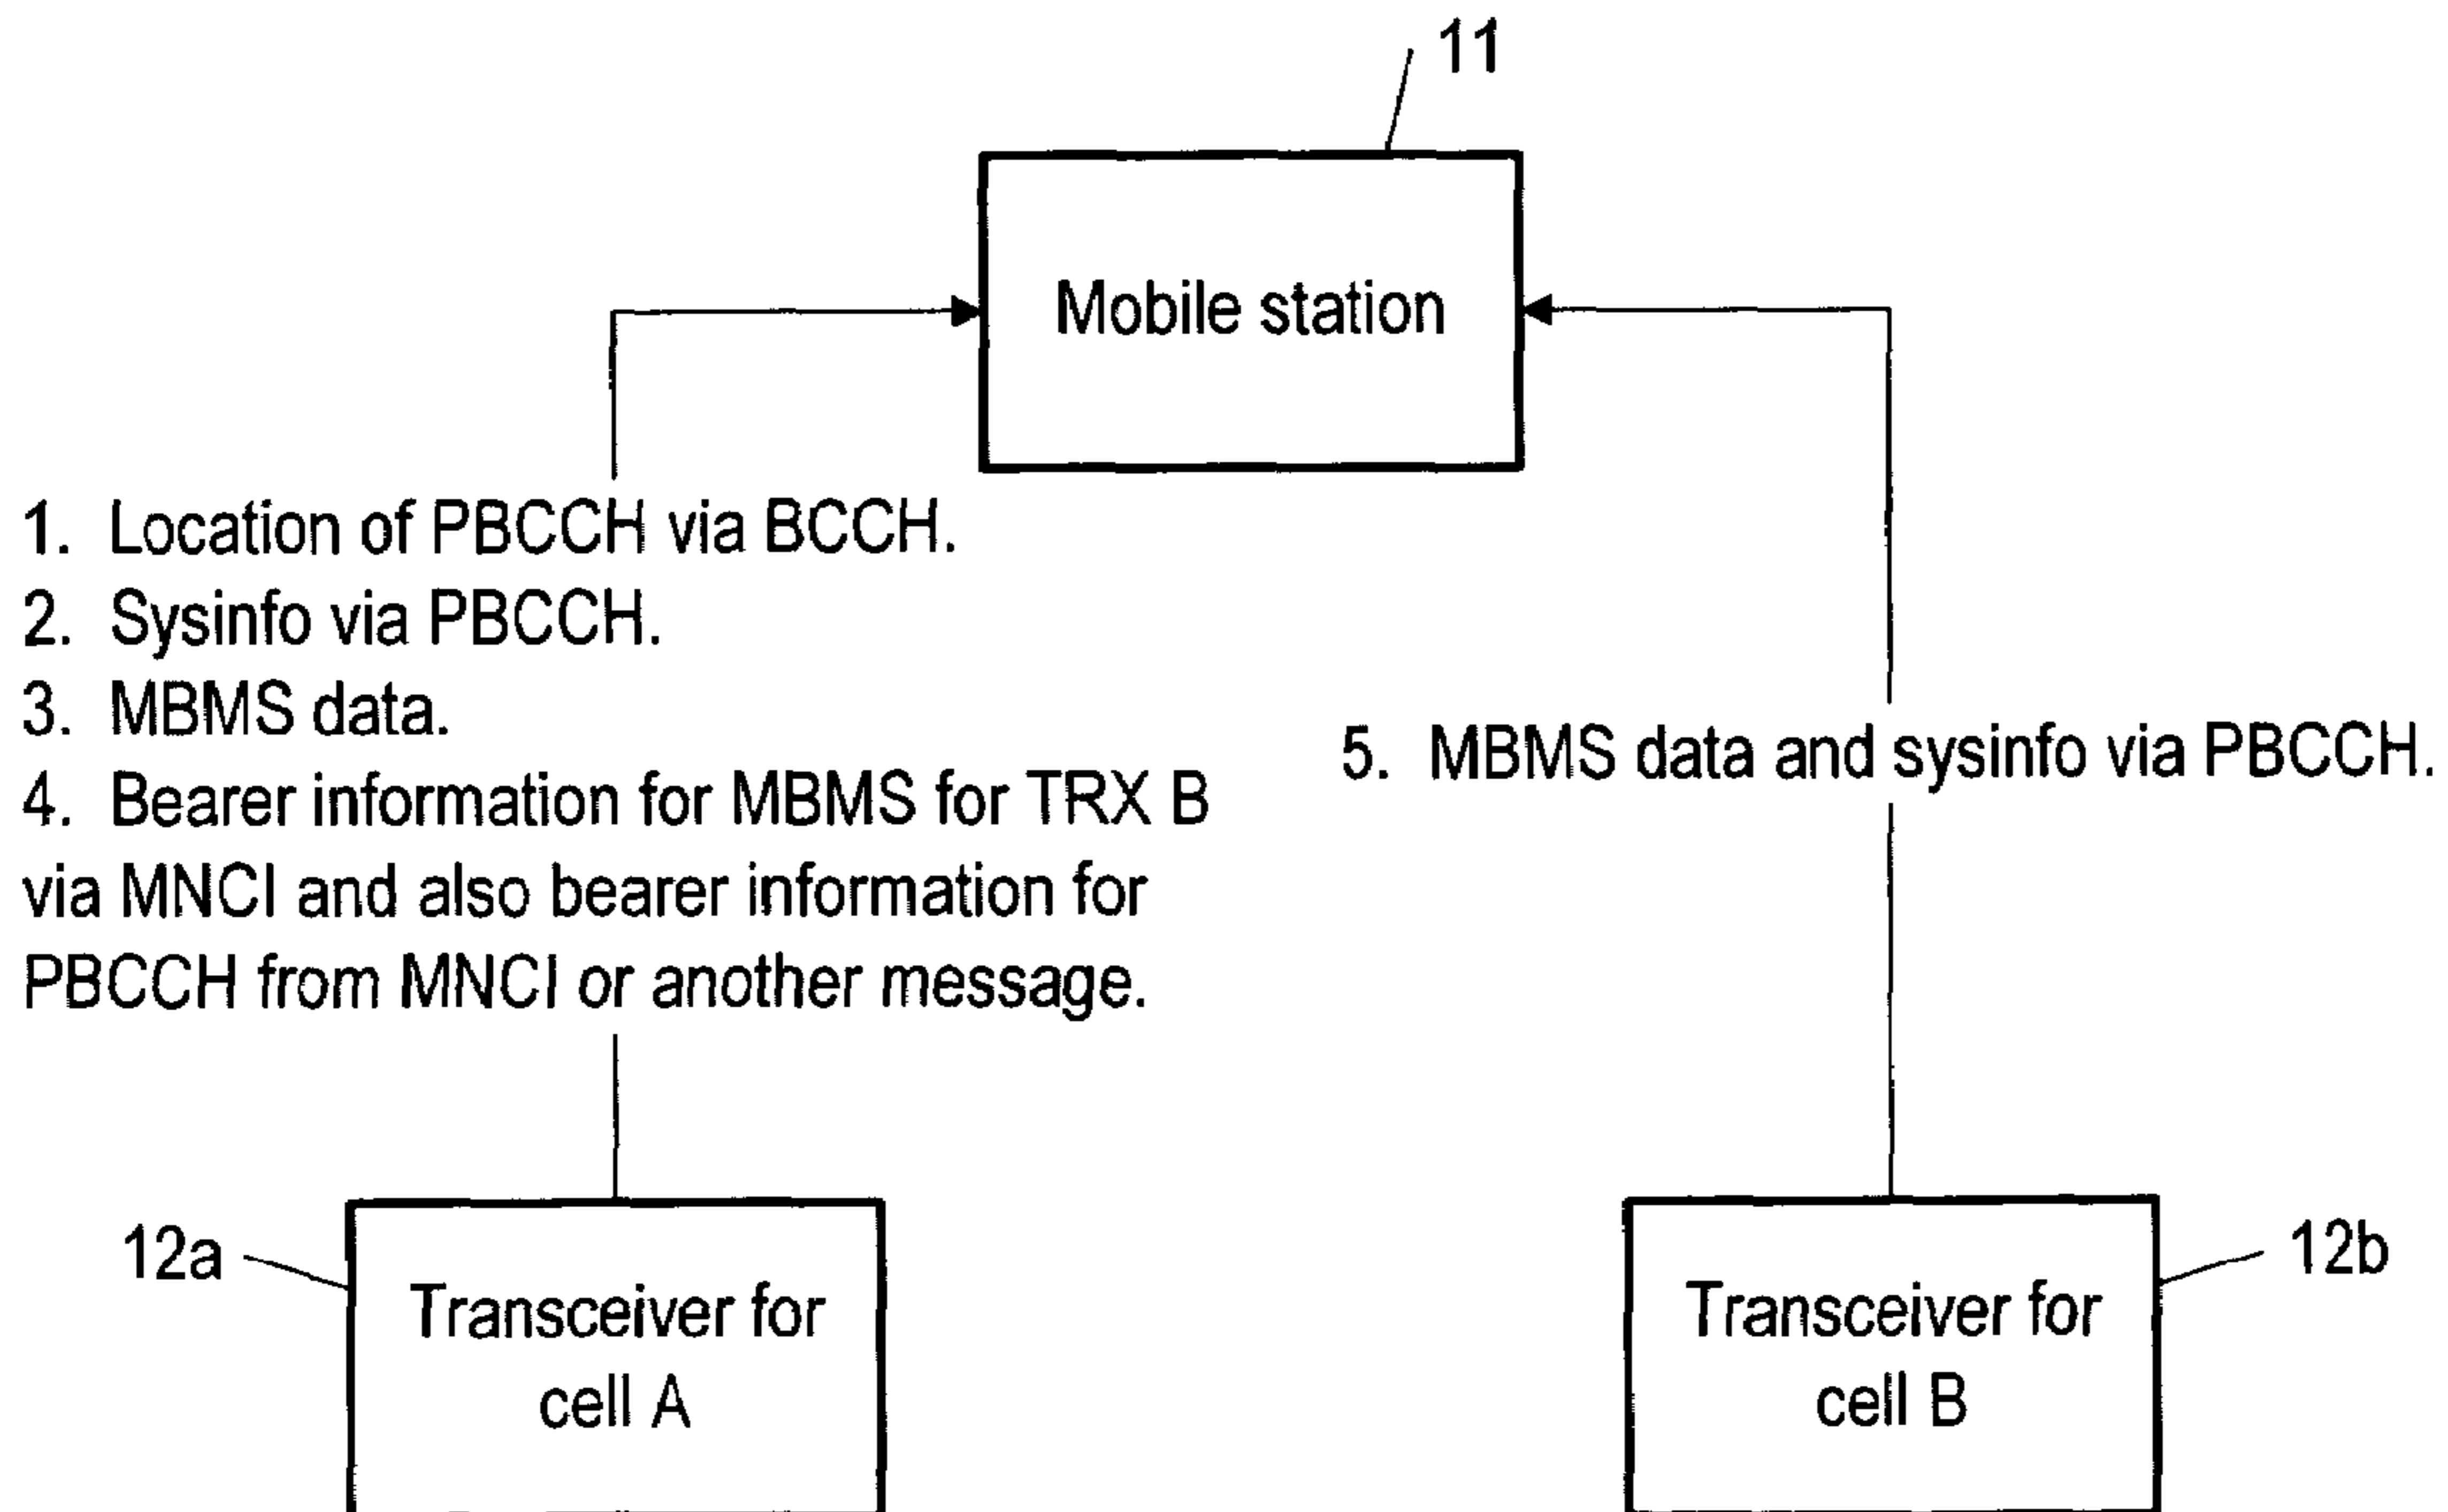 11
Mobile station
1. Location of PBCCH via BCCH.
2. Sysinfo via PBCCH.
3. MBMS data.
4. Bearer information for MBMS for TRX B
via MNCI and also bearer information for
PBCCH from MNCI or another message.
5. MBMS data and sysinfo via PBCCH.
12a
Transceiver for
cell A
Transceiver for
cell B
12b